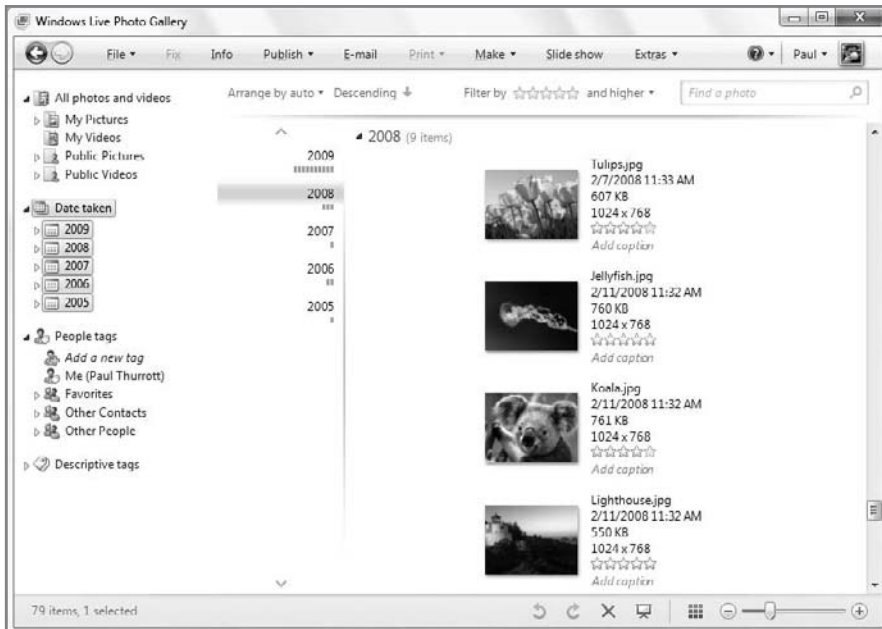 Windows Live Photo Gallery
File Fix Info Publish E-mail Print Make Slide show Extras Paul
Arrange by auto Descending Filter by and higher Find a photo
All photos and videos
My Pictures
My Videos
Public Pictures
Public Videos
Date taken
2009
2008
2007
2006
2005
People tags
Add a new tag
Me (Paul Thurrott)
Favorites
Other Contacts
Other People
Descriptive tags
2009
2008
2007
2006
2005
2008 (9 items)
Tulips.jpg
2/7/2008 11:33 AM
607 KB
1024 x 768
Add caption
Jellyfish.jpg
2/11/2008 11:32 AM
760 KB
1024 x 768
Add caption
Koala.jpg
2/11/2008 11:32 AM
761 KB
1024 x 768
Add caption
Lighthouse.jpg
2/11/2008 11:32 AM
550 KB
1024 x 768
Add caption
79 items, 1 selected